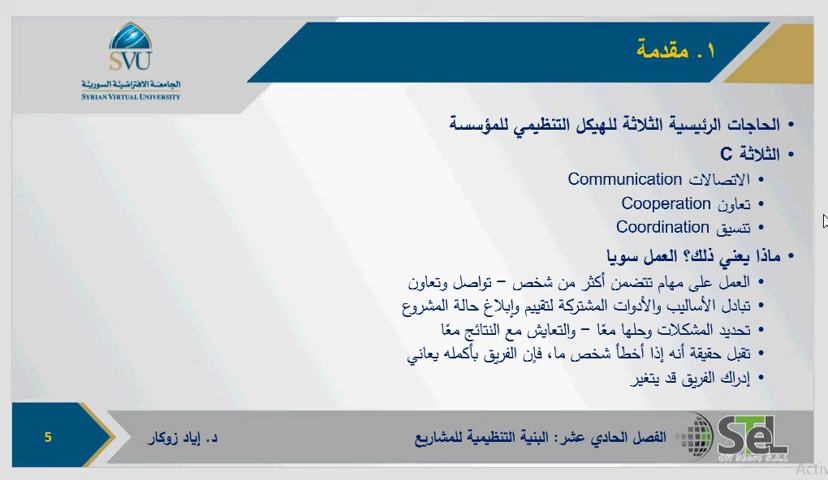 ١. مقدمة
SVU
الجامعة الافتراضية السورية
SYRIAN VIRTUAL UNIVERSITY
• الحاجات الرئيسية الثلاثة للهيكل التنظيمي للمؤسسة
• الثلاثة C
• الاتصالات Communication
• تعاون Cooperation
• تنسيق Coordination
• ماذا يعني ذلك؟ العمل سويا
• العمل على مهام تتضمن أكثر من شخص – تواصل وتعاون
• تبادل الأساليب والأدوات المشتركة لتقييم وإبلاغ حالة المشروع
• تحديد المشكلات وحلها معًا – والتعايش مع النتائج معًا
• تقبل حقيقة أنه إذا أخطأ شخص ما، فإن الفريق بأكمله يعاني
• إدراك الفريق قد يتغير
STeL
الفصل الحادي عشر: البنية التنظيمية للمشاريع
د. إياد زوكار
5